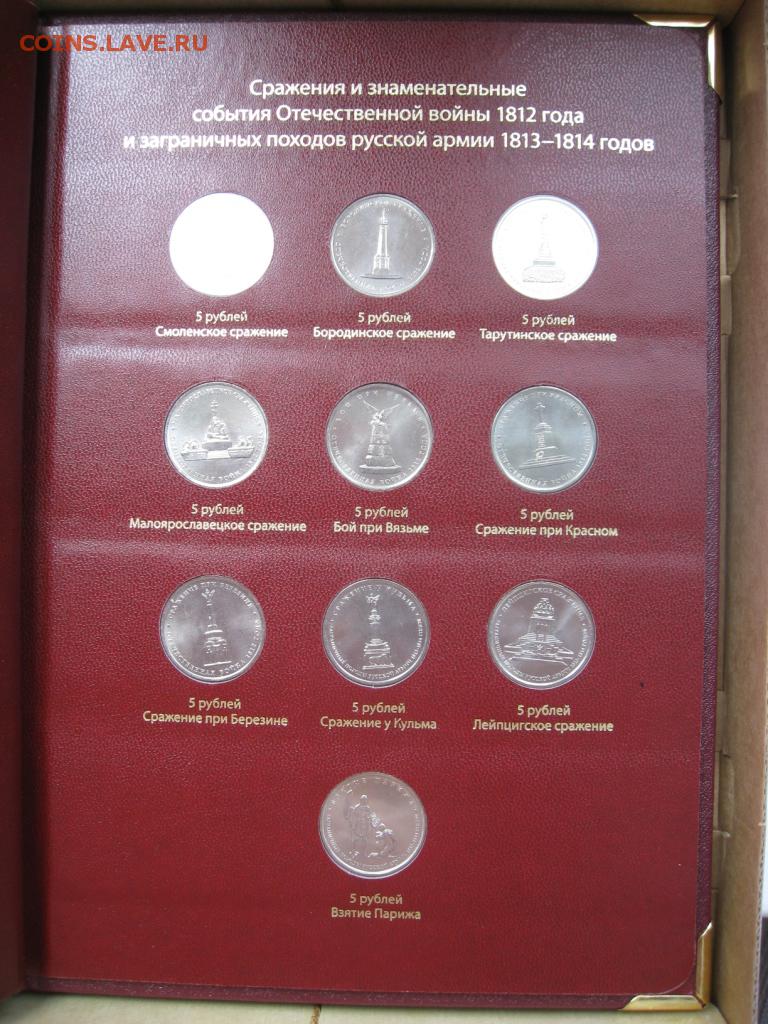 COINS.LAVE.RU
Сражения и знаменательные
события Отечественной войны 1812 года
и заграничных походов русской армии 1813–1814 годов
5 рублей
Смоленское сражение
5 рублей
Бородинское сражение
5 рублей
Тарутинское сражение
5 рублей
Малоярославецкое сражение
5 рублей
Бой при Вязьме
5 рублей
Сражение при Красном
5 рублей
Сражение при Березине
5 рублей
Сражение у Кульма
5 рублей
Лейпцигское сражение
5 рублей
Взятие Парижа